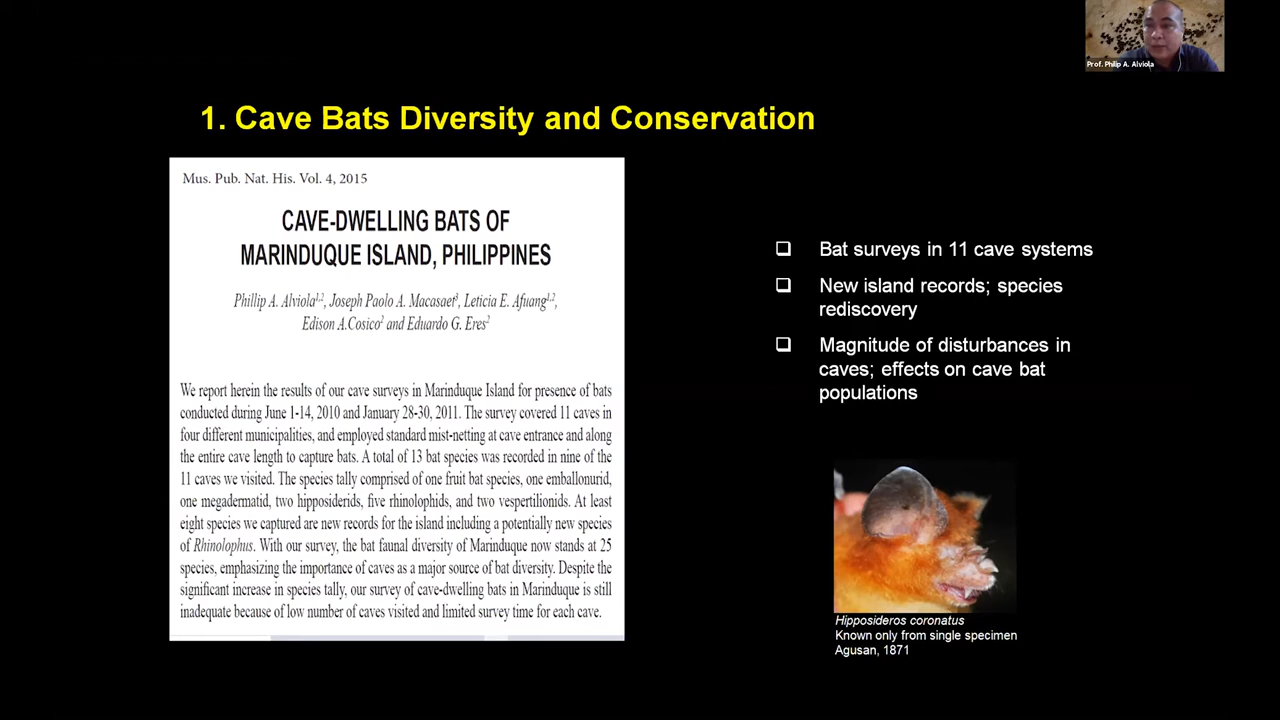 Prof. Philip A. Alviola
1. Cave Bats Diversity and Conservation
Mus. Pub. Nat. His. Vol. 4, 2015
CAVE-DWELLING BATS OF
MARINDUQUE ISLAND, PHILIPPINES
Phillip A. Alviola1,2, Joseph Paolo A. Macasaet3, Leticia E. Afuang1,2,
Edison A.Cosico2 and Eduardo G. Eres2
We report herein the results of our cave surveys in Marinduque Island for presence of bats
conducted during June 1-14, 2010 and January 28-30, 2011. The survey covered 11 caves in
four different municipalities, and employed standard mist-netting at cave entrance and along
the entire cave length to capture bats. A total of 13 bat species was recorded in nine of the
11 caves we visited. The species tally comprised of one fruit bat species, one emballonurid,
one megadermatid, two hipposiderids, five rhinolophids, and two vespertilionids. At least
eight species we captured are new records for the island including a potentially new species
of Rhinolophus. With our survey, the bat faunal diversity of Marinduque now stands at 25
species, emphasizing the importance of caves as a major source of bat diversity. Despite the
significant increase in species tally, our survey of cave-dwelling bats in Marinduque is still
inadequate because of low number of caves visited and limited survey time for each cave.
Bat surveys in 11 cave systems
New island records; species
rediscovery
Magnitude of disturbances in
caves; effects on cave bat
populations
Hipposideros coronatus
Known only from single specimen
Agusan, 1871